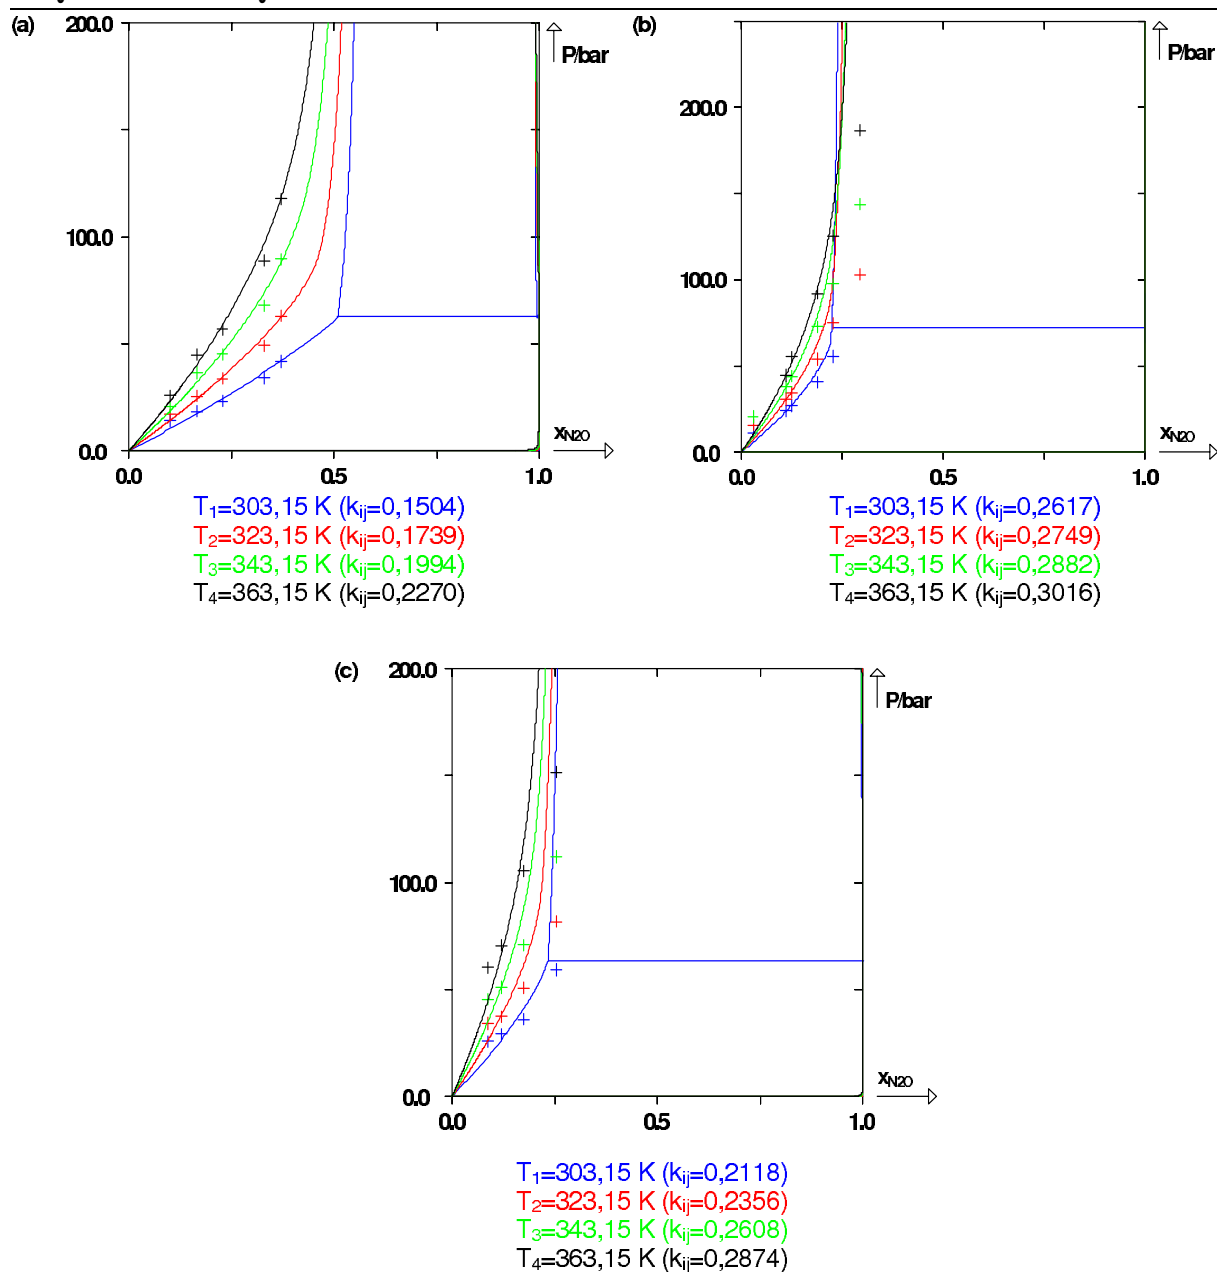 (a)
200.0
P/bar
100.0
0.0
xN2O
0.0 0.5 1.0
T1=303,15 K (kij=0,1504)
T2=323,15 K (kij=0,1739)
T3=343,15 K (kij=0,1994)
T4=363,15 K (kij=0,2270)
(b)
P/bar
200.0
100.0
0.0
xN2O
0.0 0.5 1.0
T1=303,15 K (kij=0,2617)
T2=323,15 K (kij=0,2749)
T3=343,15 K (kij=0,2882)
T4=363,15 K (kij=0,3016)
(c)
200.0
P/bar
100.0
0.0
xN2O
0.0 0.5 1.0
T1=303,15 K (kij=0,2118)
T2=323,15 K (kij=0,2356)
T3=343,15 K (kij=0,2608)
T4=363,15 K (kij=0,2874)